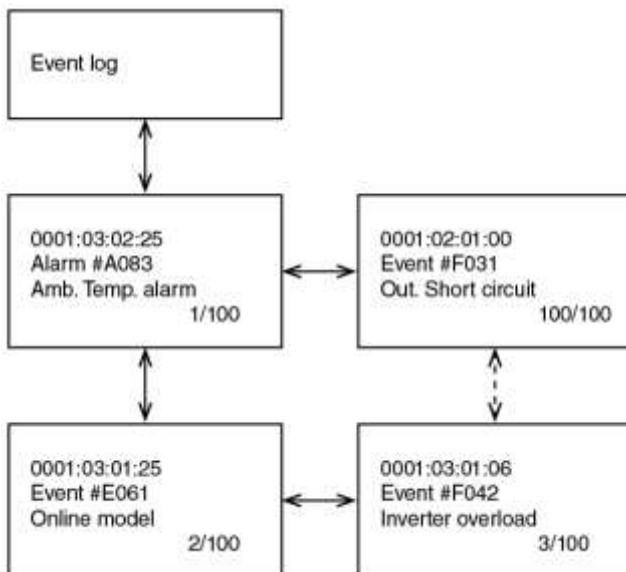 Event log
0001:03:02:25
Alarm #A083
Amb. Temp. alarm
1/100
0001:02:01:00
Event #F031
Out. Short circuit
100/100
0001:03:01:25
Event #E061
Online model
2/100
0001:03:01:06
Event #F042
Inverter overload
3/100